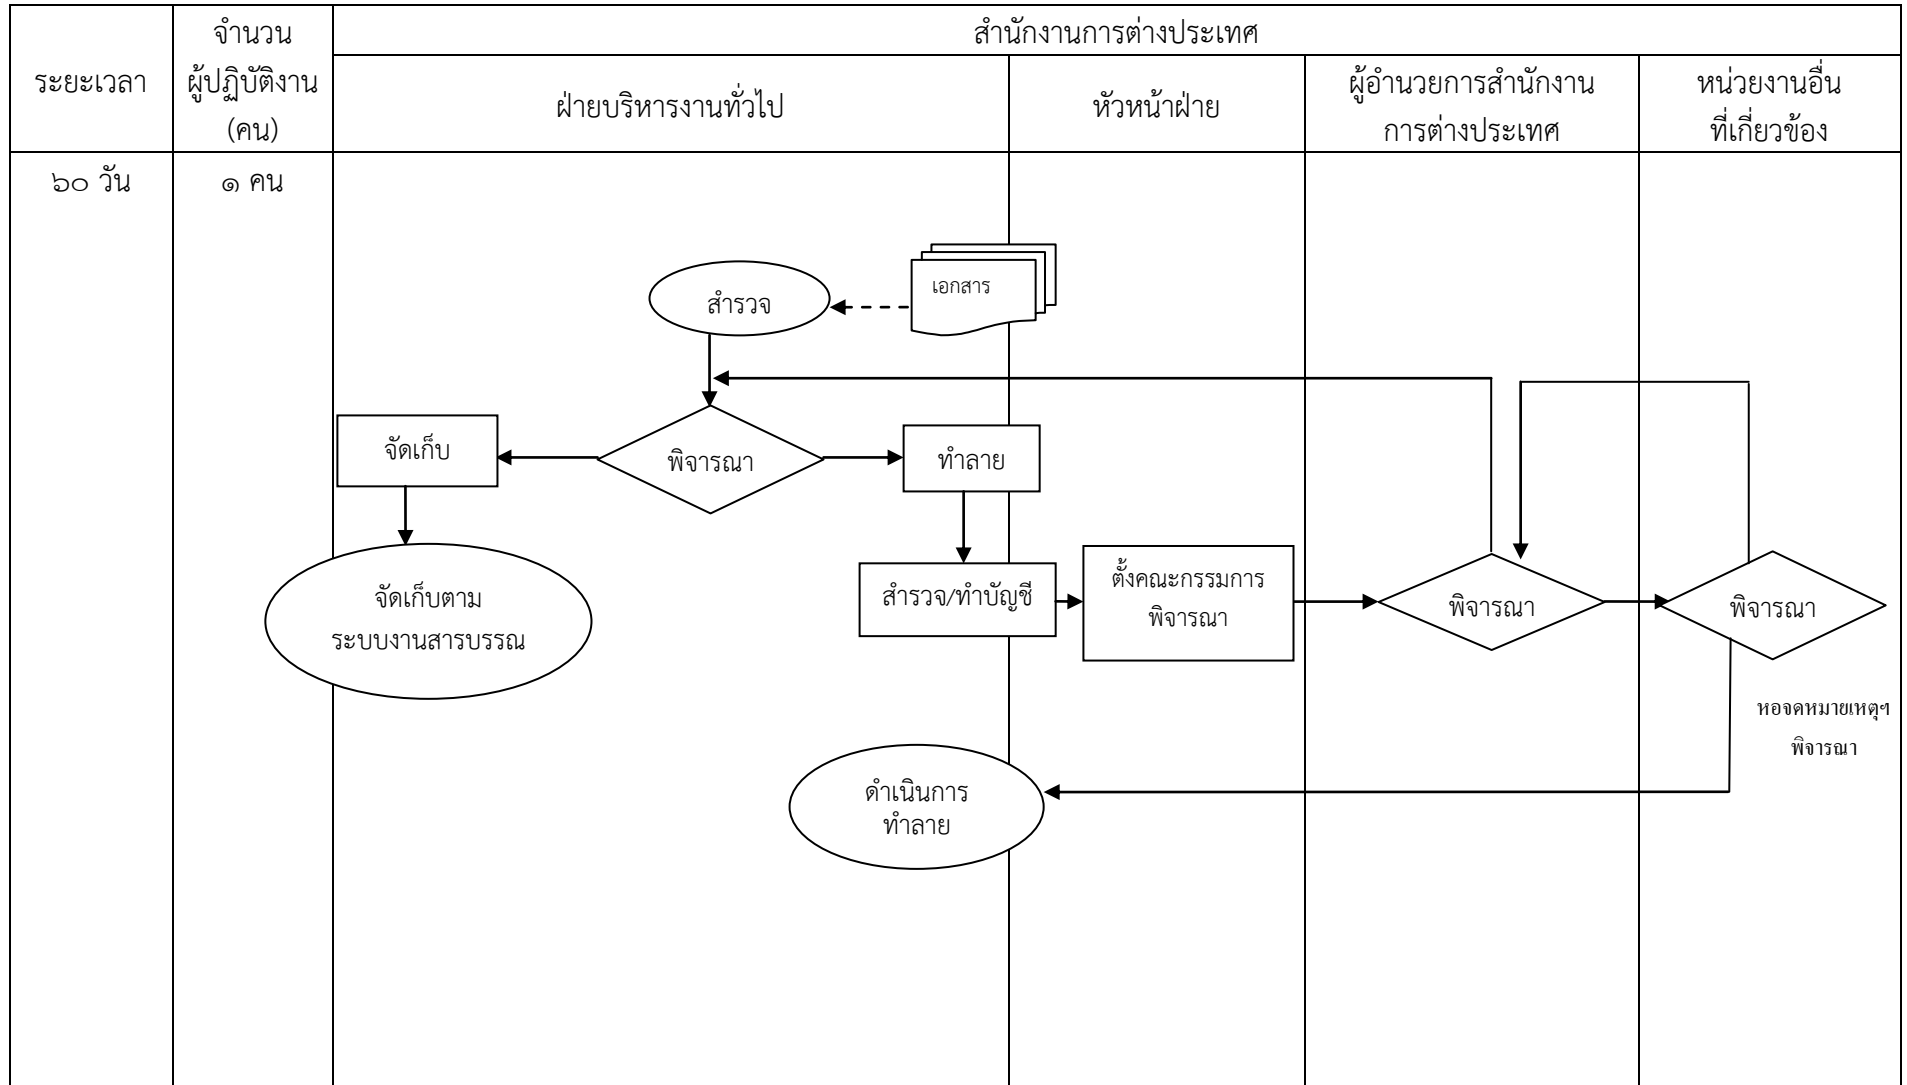 ระยะเวลา
จำนวน
ผู้ปฏิบัติงาน
(คน)
สำนักงานการต่างประเทศ
ฝ่ายบริหารงานทั่วไป
หัวหน้าฝ่าย
ผู้อำนวยการสำนักงาน
การต่างประเทศ
หน่วยงานอื่น
ที่เกี่ยวข้อง
๖๐ วัน
๑ คน
สำรวจ
เอกสาร
จัดเก็บ
พิจารณา
ทำลาย
จัดเก็บตาม
ระบบงานสารบรรณ
สำรวจ/ทำบัญชี
ตั้งคณะกรรมการ
พิจารณา
พิจารณา
พิจารณา
หอจดหมายเหตุฯ
พิจารณา
ดำเนินการ
ทำลาย